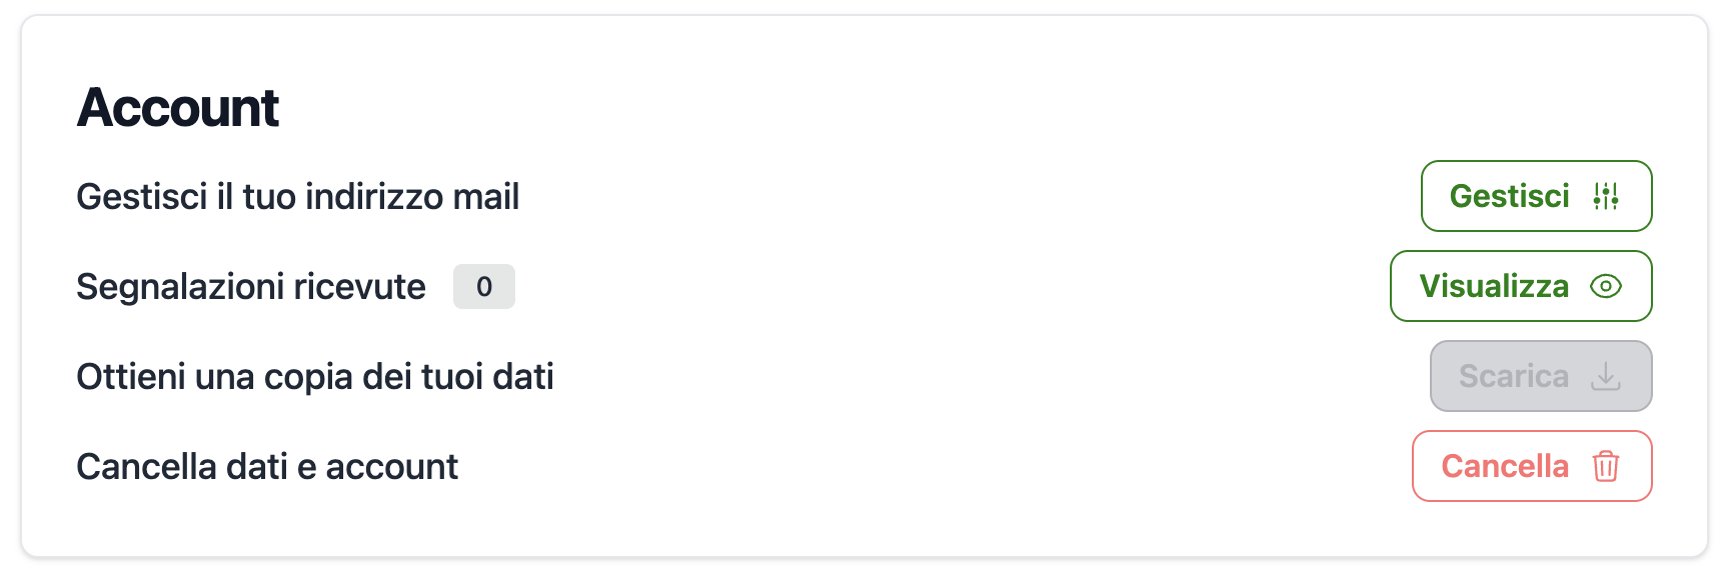 Account
Gestisci il tuo indirizzo mail Gestisci
Segnalazioni ricevute 0 Visualizza
Ottieni una copia dei tuoi dati Scarica
Cancella dati e account Cancella